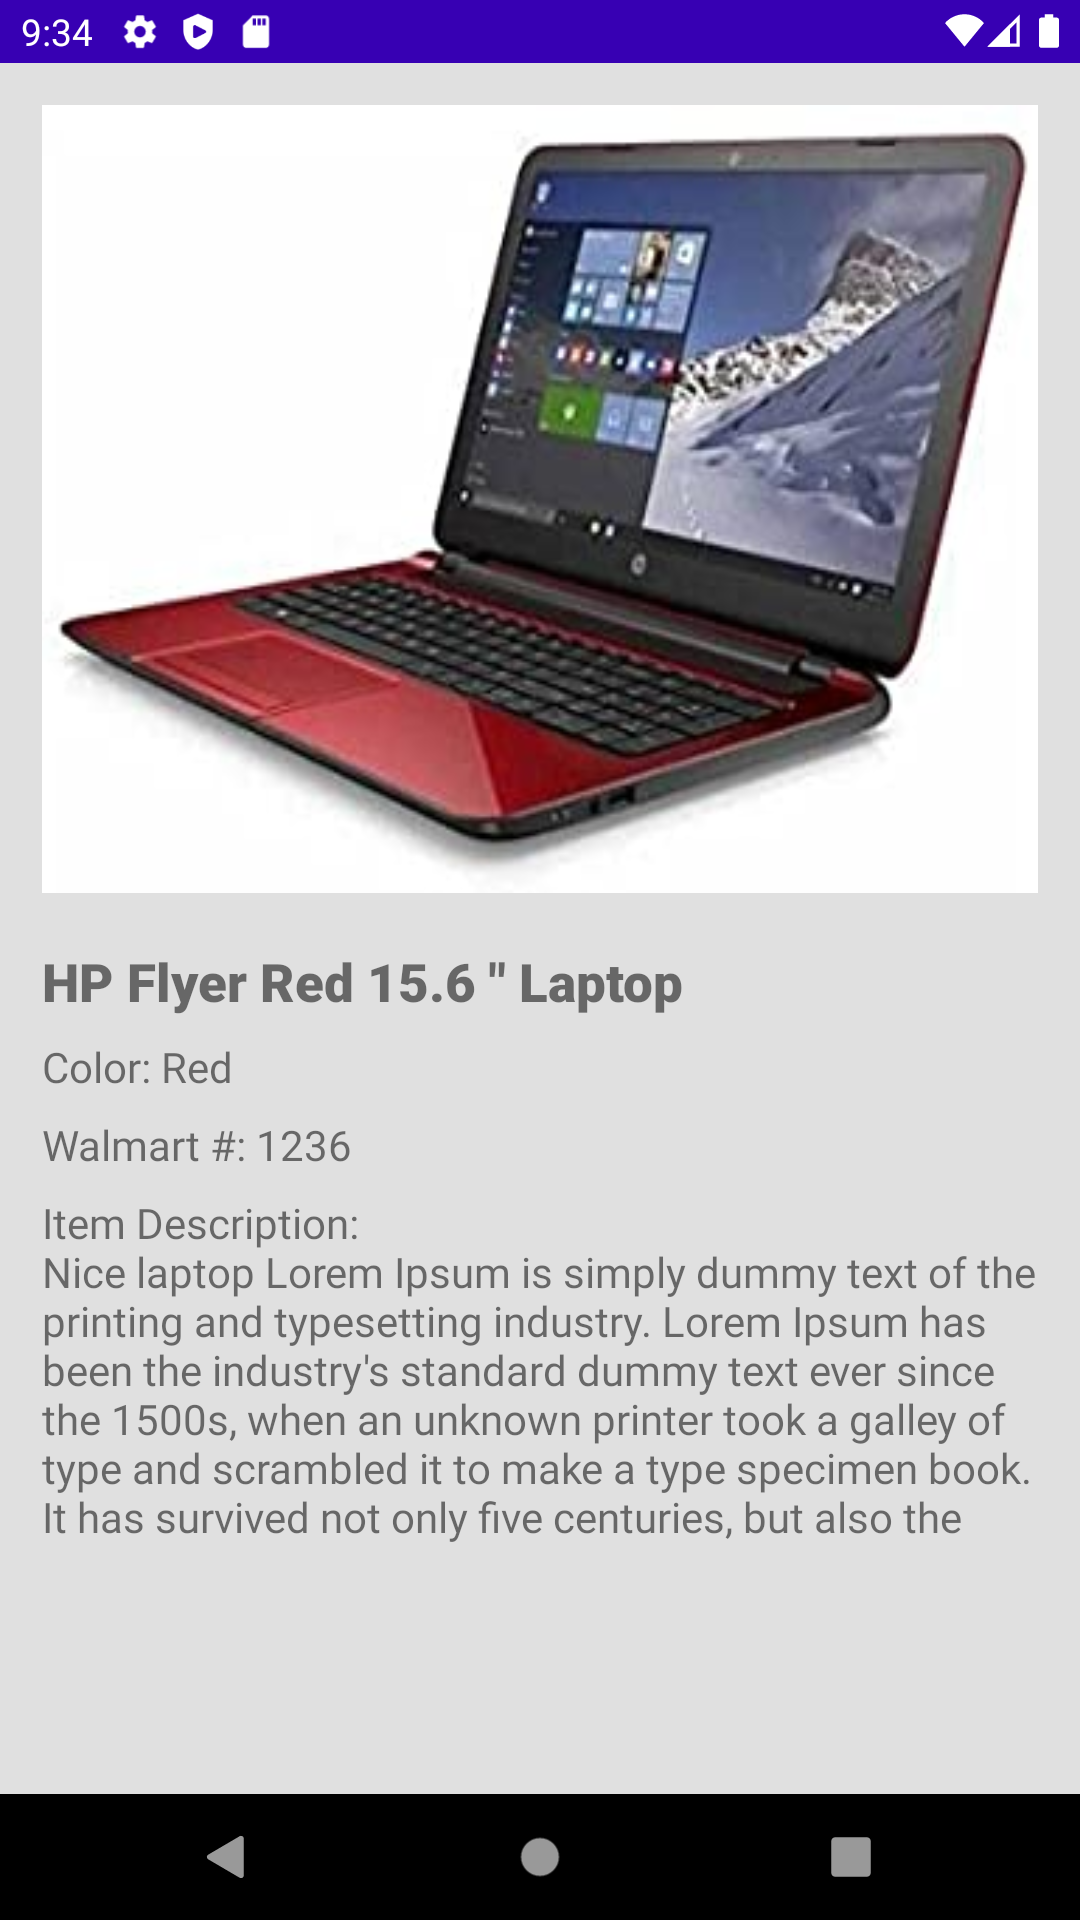 9:34
HP Flyer Red 15.6 " Laptop
Color: Red
Walmart #: 1236
Item Description:
Nice laptop Lorem Ipsum is simply dummy text of the
printing and typesetting industry. Lorem Ipsum has
been the industry's standard dummy text ever since
the 1500s, when an unknown printer took a galley of
type and scrambled it to make a type specimen book.
It has survived not only five centuries, but also the